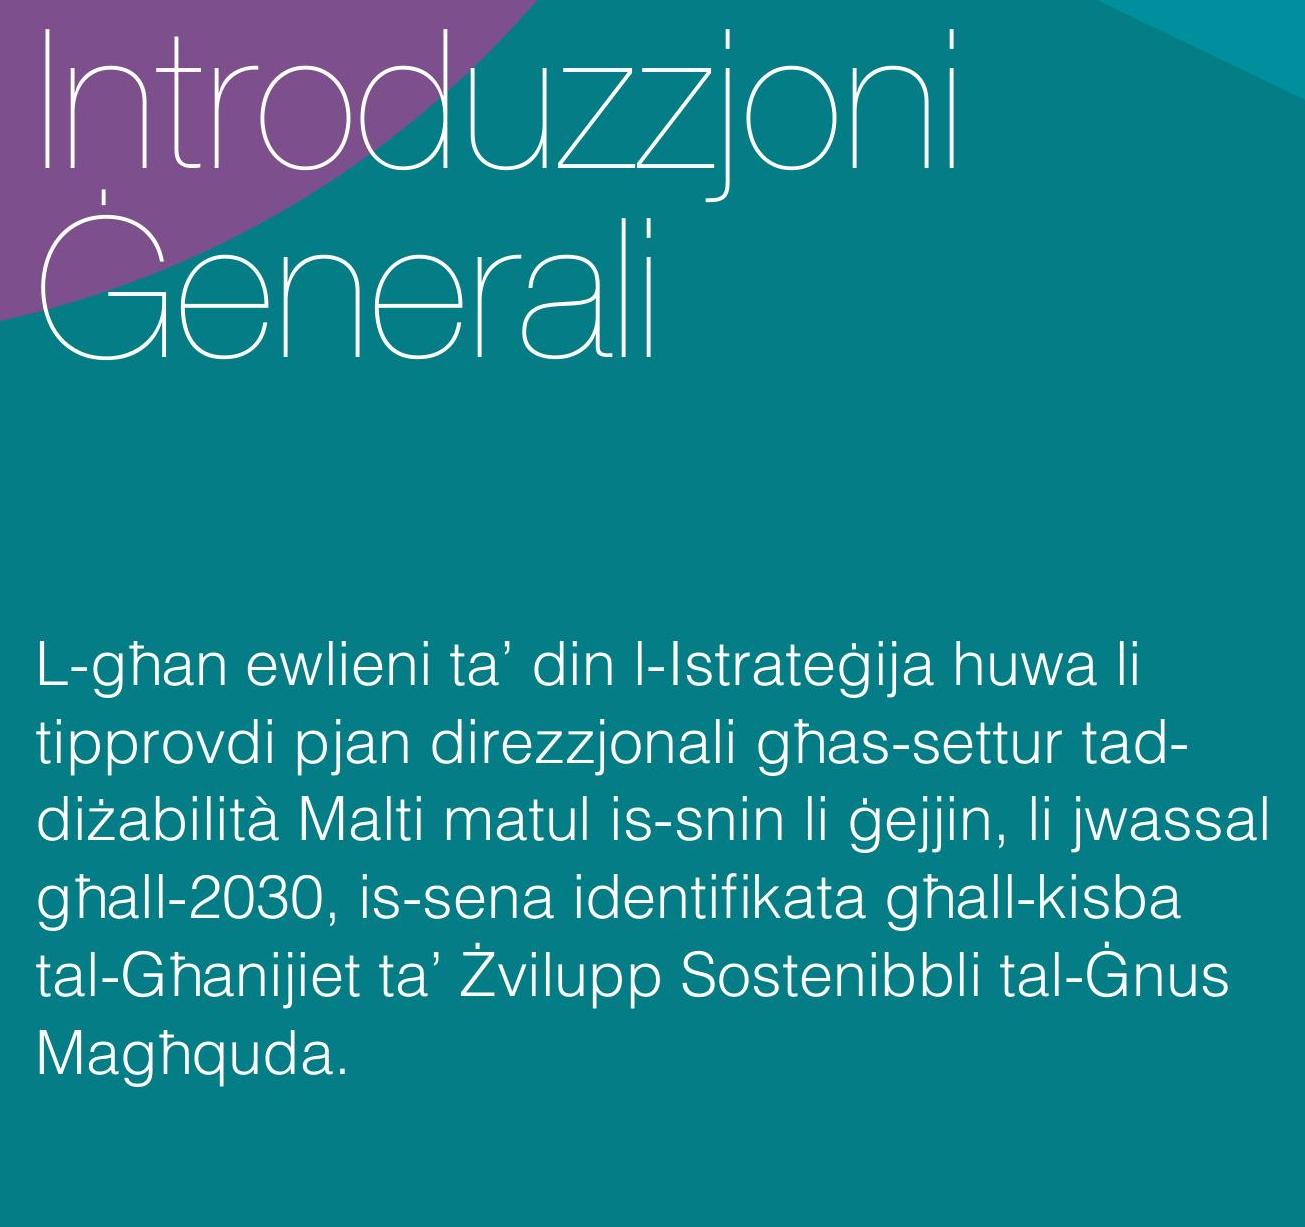 Introduzzjoni
Ġenerali
L-għan ewlieni ta’ din l-Istrateġija huwa li
tipprovdi pjan direzzjonali għas-settur tad-
diżabilità Malti matul is-snin li ġejjin, li jwassal
għall-2030, is-sena identifikata għall-kisba
tal-Għanijiet ta’ Żvilupp Sostenibbli tal-Ġnus
Magħquda.